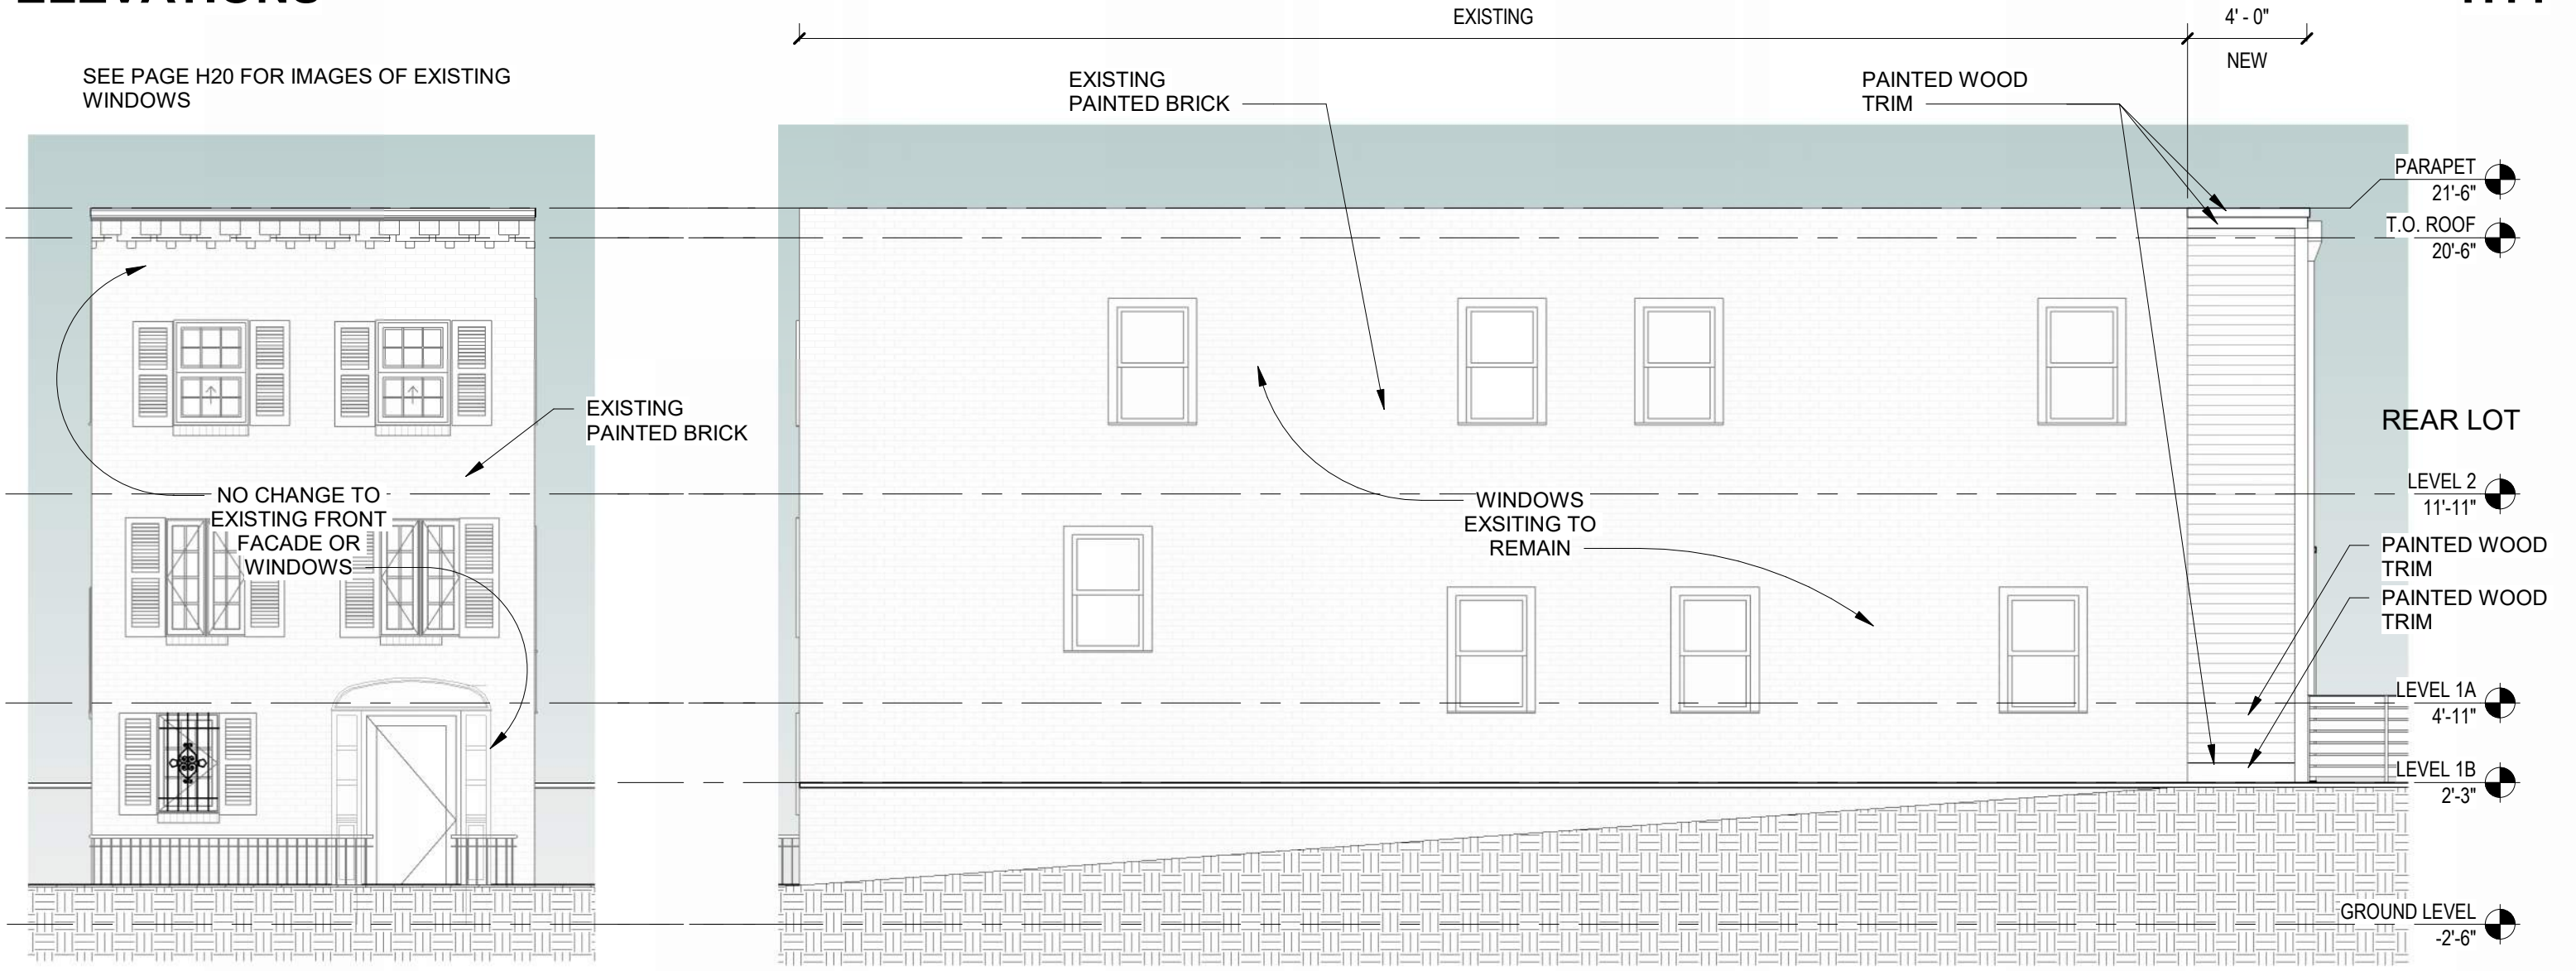 ELEVATIONS
EXISTING
4' - 0"
NEW
SEE PAGE H20 FOR IMAGES OF EXISTING
WINDOWS
EXISTING
PAINTED BRICK
PAINTED WOOD
TRIM
PARAPET
21'-6"
T.O. ROOF
20'-6"
EXISTING
PAINTED BRICK
REAR LOT
NO CHANGE TO
EXISTING FRONT
FACADE OR
WINDOWS
WINDOWS
EXSITING TO
REMAIN
LEVEL 2
11'-11"
PAINTED WOOD
TRIM
PAINTED WOOD
TRIM
LEVEL 1A
4'-11"
LEVEL 1B
2'-3"
GROUND LEVEL
-2'-6"